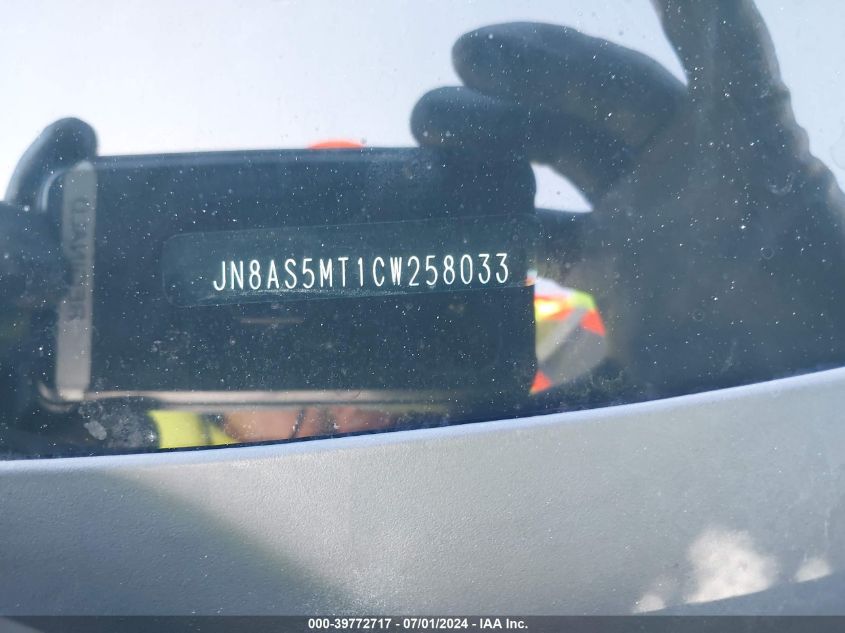 JN8AS5MT1CW258033
000-39772717 - 07/01/2024 - IAA Inc.